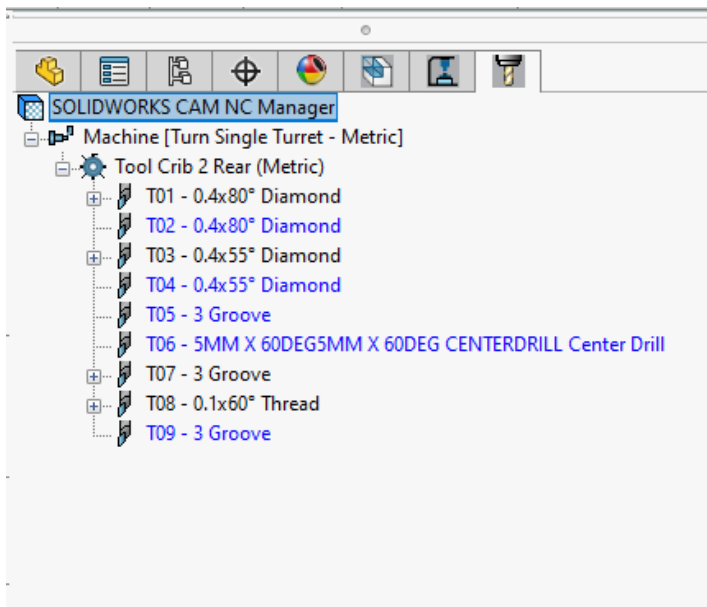 SOLIDWORKS CAM NC Manager
Machine [Turn Single Turret - Metric]
Tool Crib 2 Rear (Metric)
T01 - 0.4x80° Diamond
T02 - 0.4x80° Diamond
T03 - 0.4x55° Diamond
T04 - 0.4x55° Diamond
T05 - 3 Groove
T06 - 5MM X 60DEG5MM X 60DEG CENTERDRILL Center Drill
T07 - 3 Groove
T08 - 0.1x60° Thread
T09 - 3 Groove